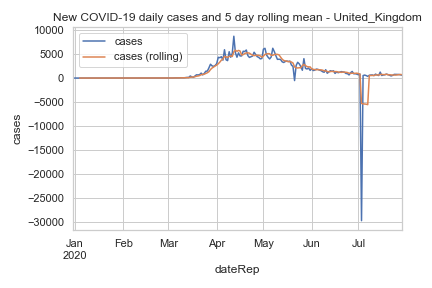 New COVID-19 daily cases and 5 day rolling mean - United_Kingdom
10000
cases
cases (rolling)
5000
0
−5000
−10000
−15000
−20000
−25000
−30000
cases
Jan Feb Mar Apr May Jun Jul
2020
dateRep